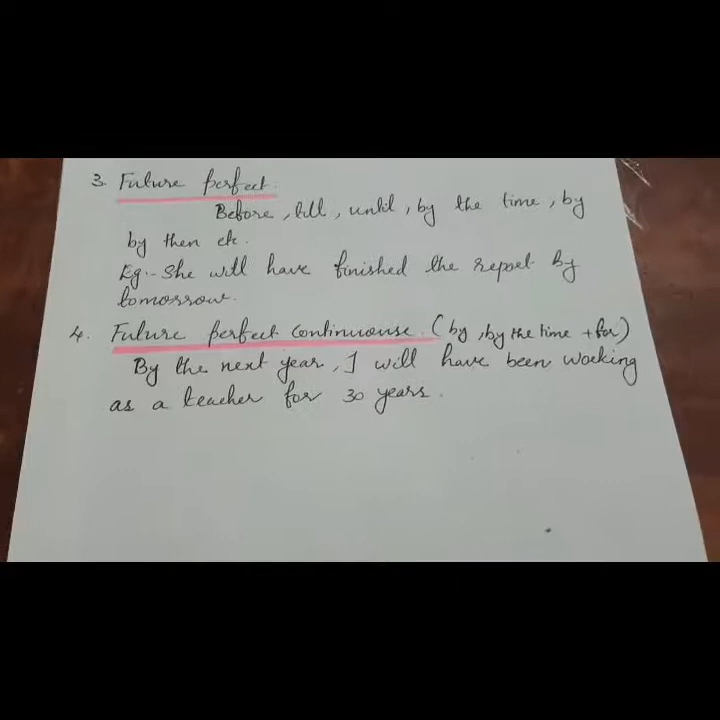 3. Future perfect.
Before, till, until, by the time, by
by then etc.
Eg:- She will have finished the report by
tomorrow.
4. Future perfect continuouse. (by, by the time + for)
By the next year, I will have been working
as a teacher for 30 years.